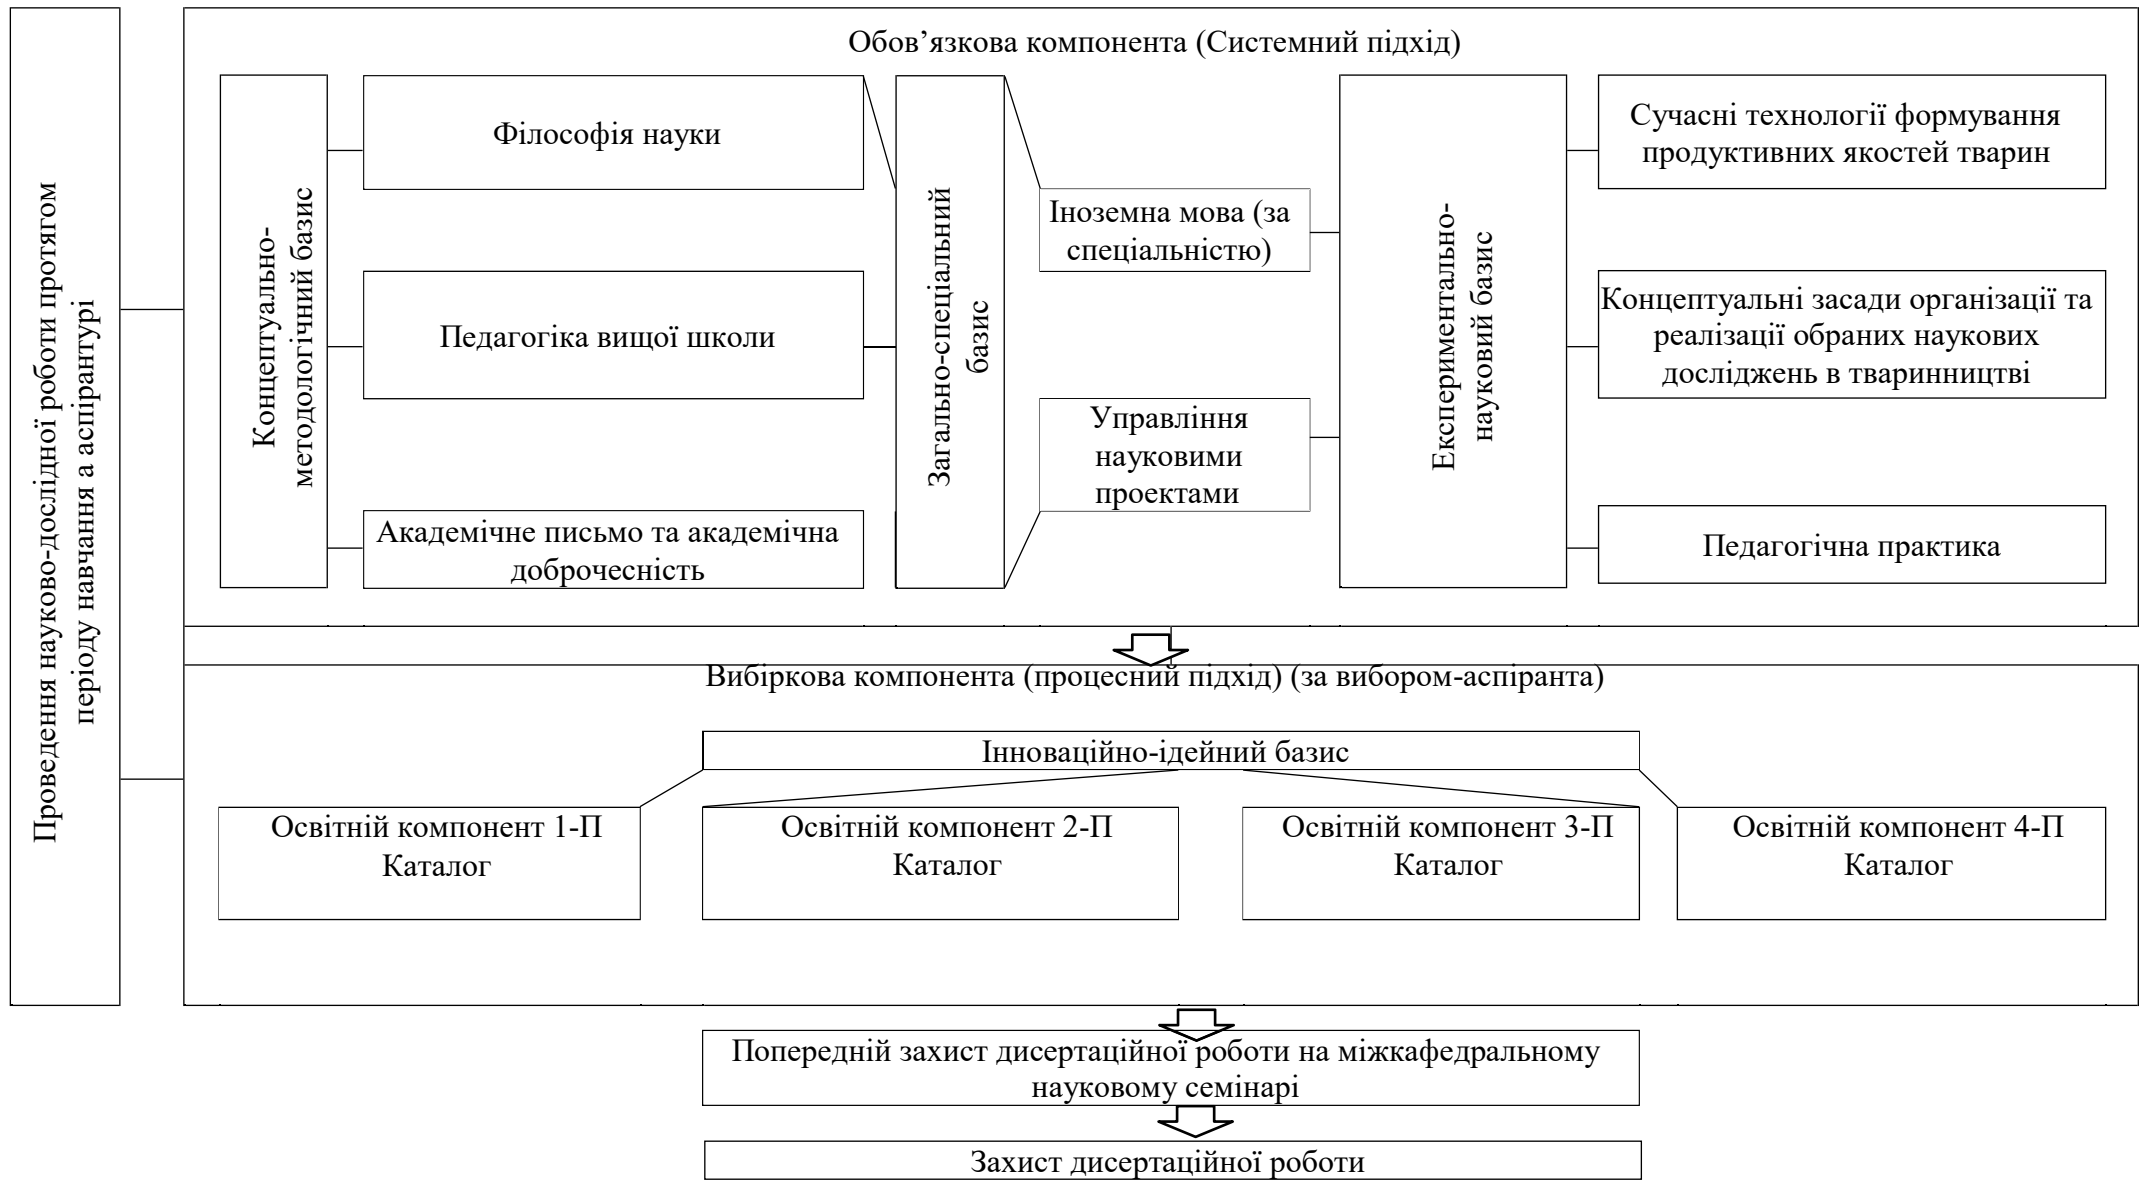 Проведення науково-дослідної роботи протягом
періоду навчання а аспірантурі
Обов’язкова компонента (Системний підхід)
Концептуально-
методологічний базис
Філософія науки
Педагогіка вищої школи
Академічне письмо та академічна
доброчесність
Загально-спеціальний
базис
Іноземна мова (за
спеціальністю)
Управління
науковими
проектами
Експериментально-
науковий базис
Сучасні технології формування
продуктивних якостей тварин
Концептуальні засади організації та
реалізації обраних наукових
досліджень в тваринництві
Педагогічна практика
Вибіркова компонента (процесний підхід) (за вибором-аспіранта)
Інноваційно-ідейний базис
Освітній компонент 1-П
Каталог
Освітній компонент 2-П
Каталог
Освітній компонент 3-П
Каталог
Освітній компонент 4-П
Каталог
Попередній захист дисертаційної роботи на міжкафедральному
науковому семінарі
Захист дисертаційної роботи